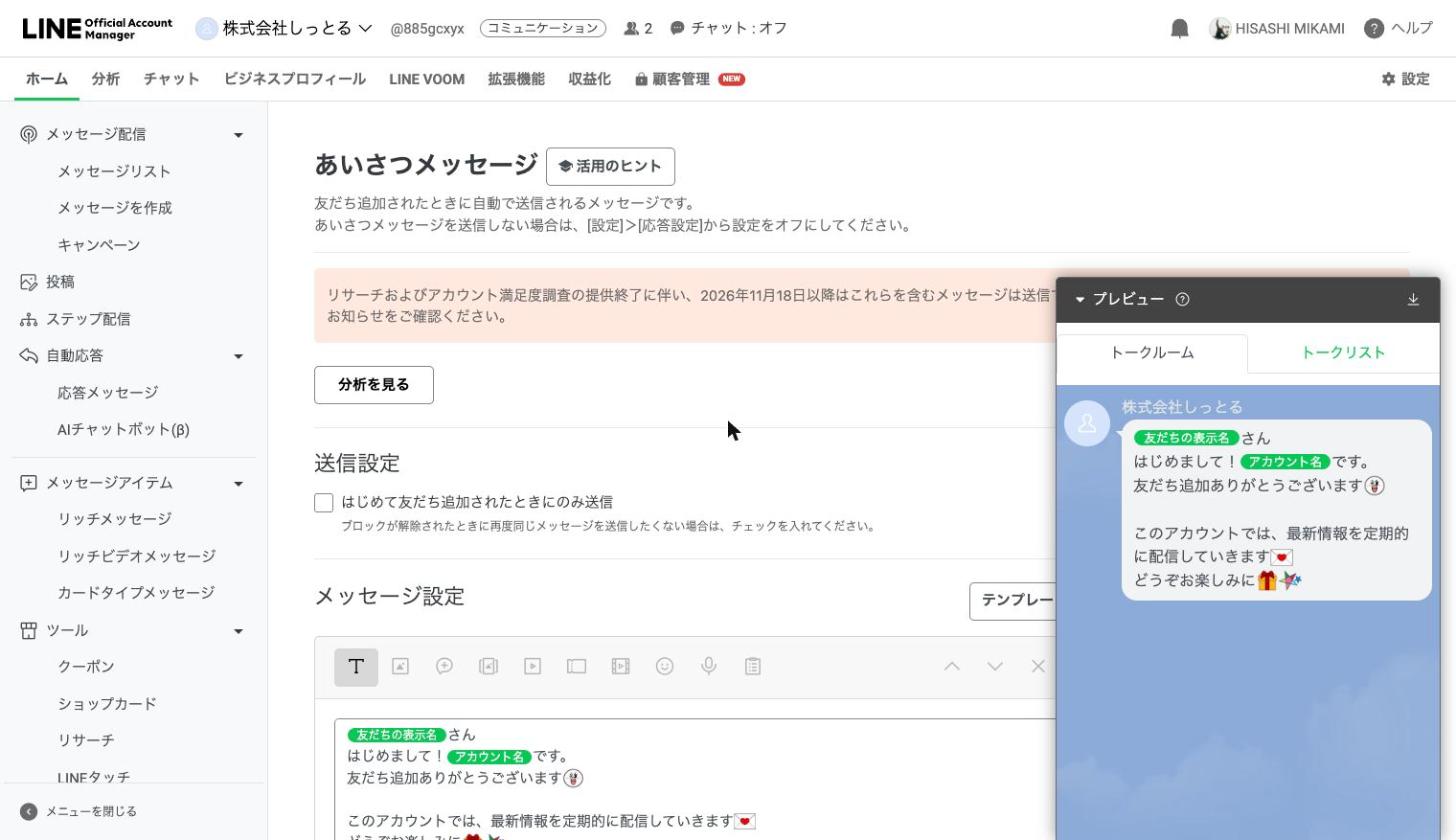 LINE Official Account Manager
株式会社しっとる
@885gcxyx
コミュニケーション
2
チャット : オフ
HISASHI MIKAMI
ヘルプ
ホーム
分析
チャット
ビジネスプロフィール
LINE VOOM
拡張機能
収益化
顧客管理
NEW
設定
メッセージ配信
メッセージリスト
メッセージを作成
キャンペーン
投稿
ステップ配信
自動応答
応答メッセージ
AIチャットボット(β)
メッセージアイテム
リッチメッセージ
リッチビデオメッセージ
カードタイプメッセージ
ツール
クーポン
ショップカード
リサーチ
LINEタッチ
メニューを閉じる
あいさつメッセージ
活用のヒント
友だち追加されたときに自動で送信されるメッセージです。
あいさつメッセージを送信しない場合は、[設定]＞[応答設定]から設定をオフにしてください。
リサーチおよびアカウント満足度調査の提供終了に伴い、2026年11月18日以降はこれらを含むメッセージは送信
お知らせをご確認ください。
分析を見る
送信設定
はじめて友だち追加されたときにのみ送信
ブロックが解除されたときに再度同じメッセージを送信したくない場合は、チェックを入れてください。
メッセージ設定
テンプレー
T
友だちの表示名さん
はじめまして！アカウント名です。
友だち追加ありがとうございます
このアカウントでは、最新情報を定期的に配信していきます
どうぞお楽しみに
プレビュー
トークルーム
トークリスト
株式会社しっとる
友だちの表示名さん
はじめまして！アカウント名です。
友だち追加ありがとうございます
このアカウントでは、最新情報を定期的
に配信していきます
どうぞお楽しみに